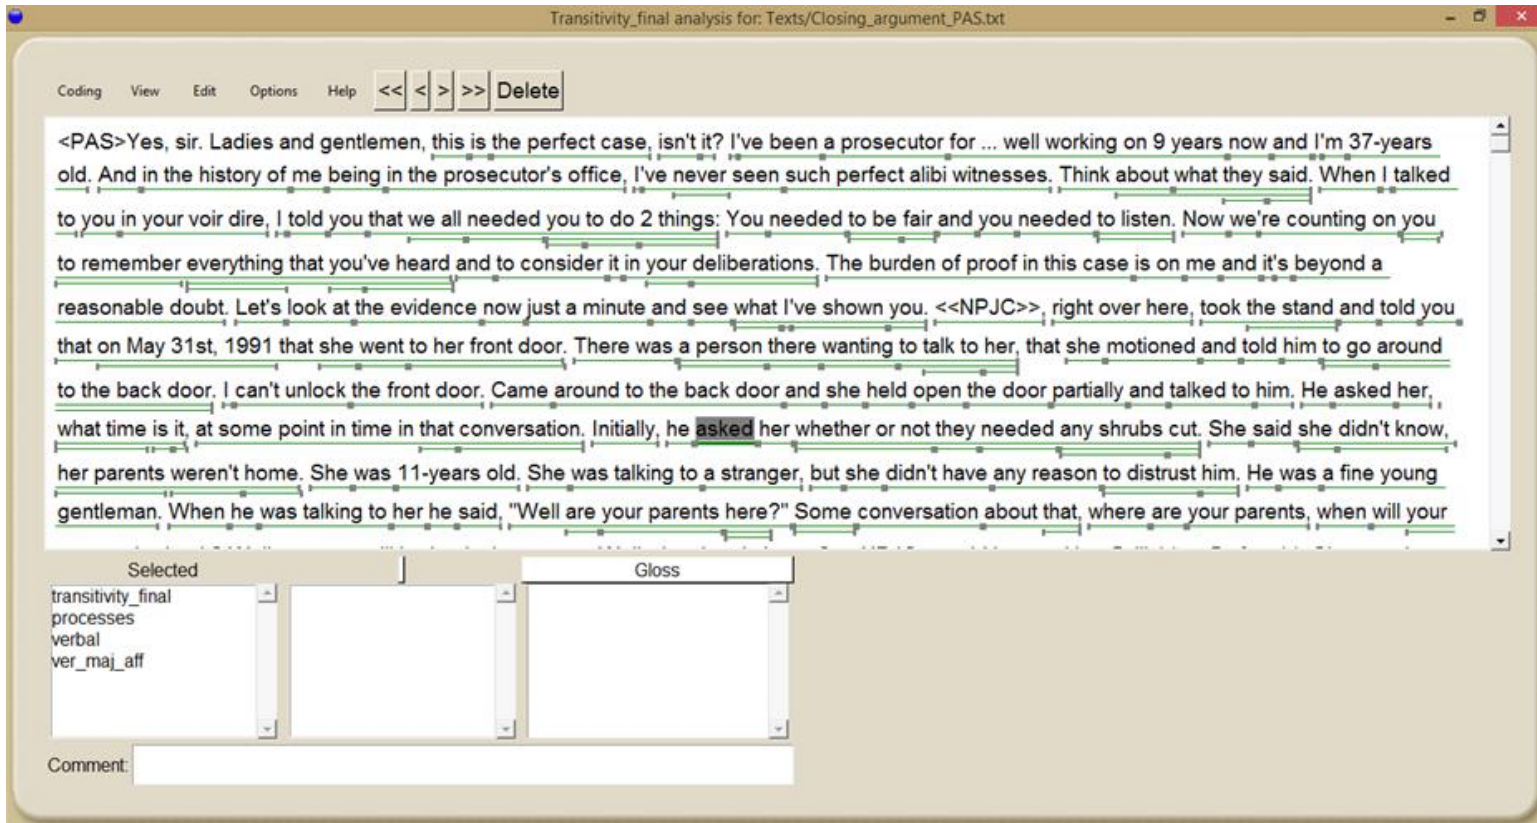 Transitivity_final analysis for: Texts/Closing_argument_PAS.txt
Coding View Edit Options Help << < > >> Delete
<PAS>Yes, sir. Ladies and gentlemen, this is the perfect case, isn't it? I've been a prosecutor for ... well working on 9 years now and I'm 37-years
old. And in the history of me being in the prosecutor's office, I've never seen such perfect alibi witnesses. Think about what they said. When I talked
to you in your voir dire, I told you that we all needed you to do 2 things: You needed to be fair and you needed to listen. Now we're counting on you
to remember everything that you've heard and to consider it in your deliberations. The burden of proof in this case is on me and it's beyond a
reasonable doubt. Let's look at the evidence now just a minute and see what I've shown you. <<NPJC>>, right over here, took the stand and told you
that on May 31st, 1991 that she went to her front door. There was a person there wanting to talk to her, that she motioned and told him to go around
to the back door. I can't unlock the front door. Came around to the back door and she held open the door partially and talked to him. He asked her,
what time is it, at some point in time in that conversation. Initially, he asked her whether or not they needed any shrubs cut. She said she didn't know,
her parents weren't home. She was 11-years old. She was talking to a stranger, but she didn't have any reason to distrust him. He was a fine young
gentleman. When he was talking to her he said, "Well are your parents here?" Some conversation about that, where are your parents, when will your
Selected Gloss
transitivity_final
processes
verbal
ver_maj_aff
Comment: